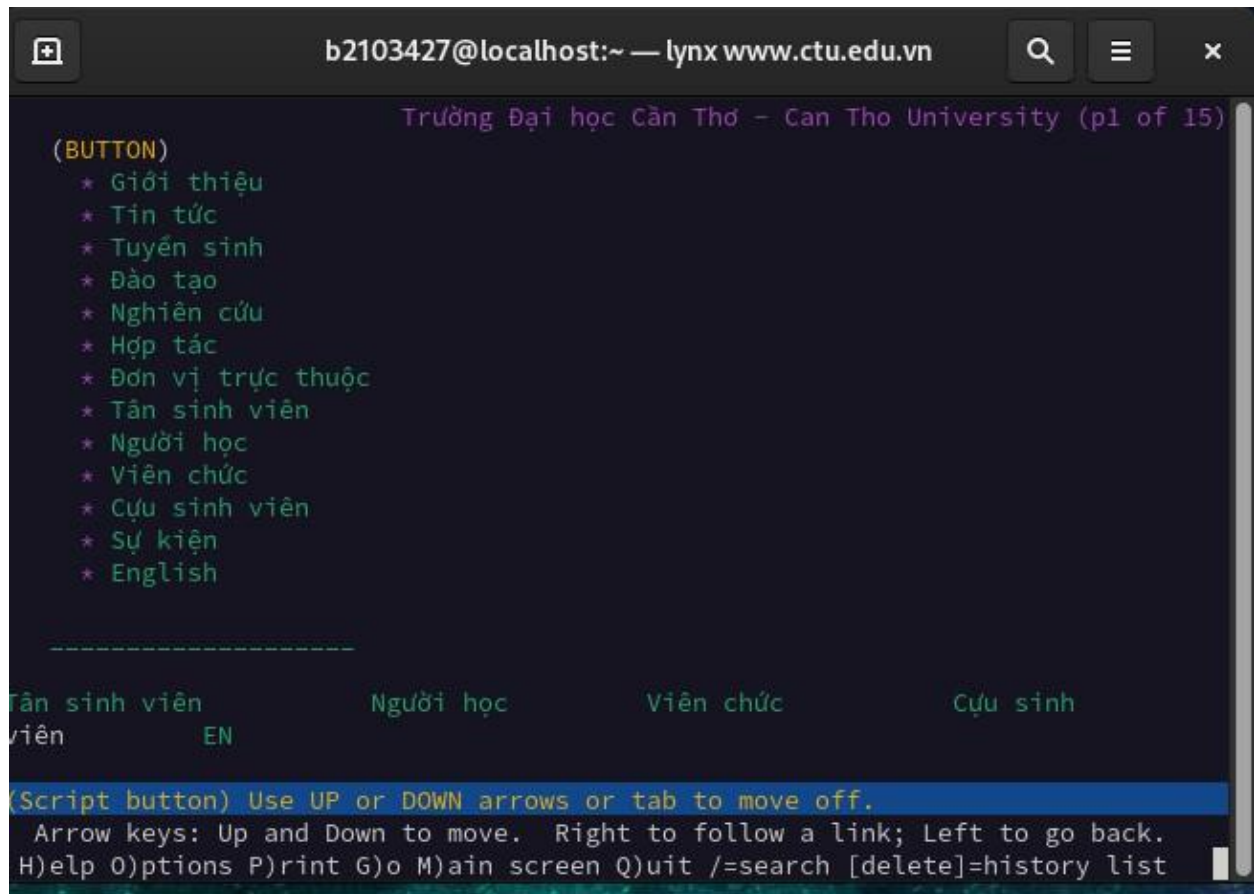 b2103427@localhost:~ — lynx www.ctu.edu.vn
Trường Đại học Cần Thơ - Can Tho University (p1 of 15)
(BUTTON)
* Giới thiệu
* Tin tức
* Tuyển sinh
* Đào tạo
* Nghiên cứu
* Hợp tác
* Đơn vị trực thuộc
* Tân sinh viên
* Người học
* Viên chức
* Cựu sinh viên
* Sự kiện
* English
____________________
Tân sinh viên Người học Viên chức Cựu sinh
viên EN
(Script button) Use UP or DOWN arrows or tab to move off.
Arrow keys: Up and Down to move. Right to follow a link; Left to go back.
H)elp O)ptions P)rint G)o M)ain screen Q)uit /=search [delete]=history list